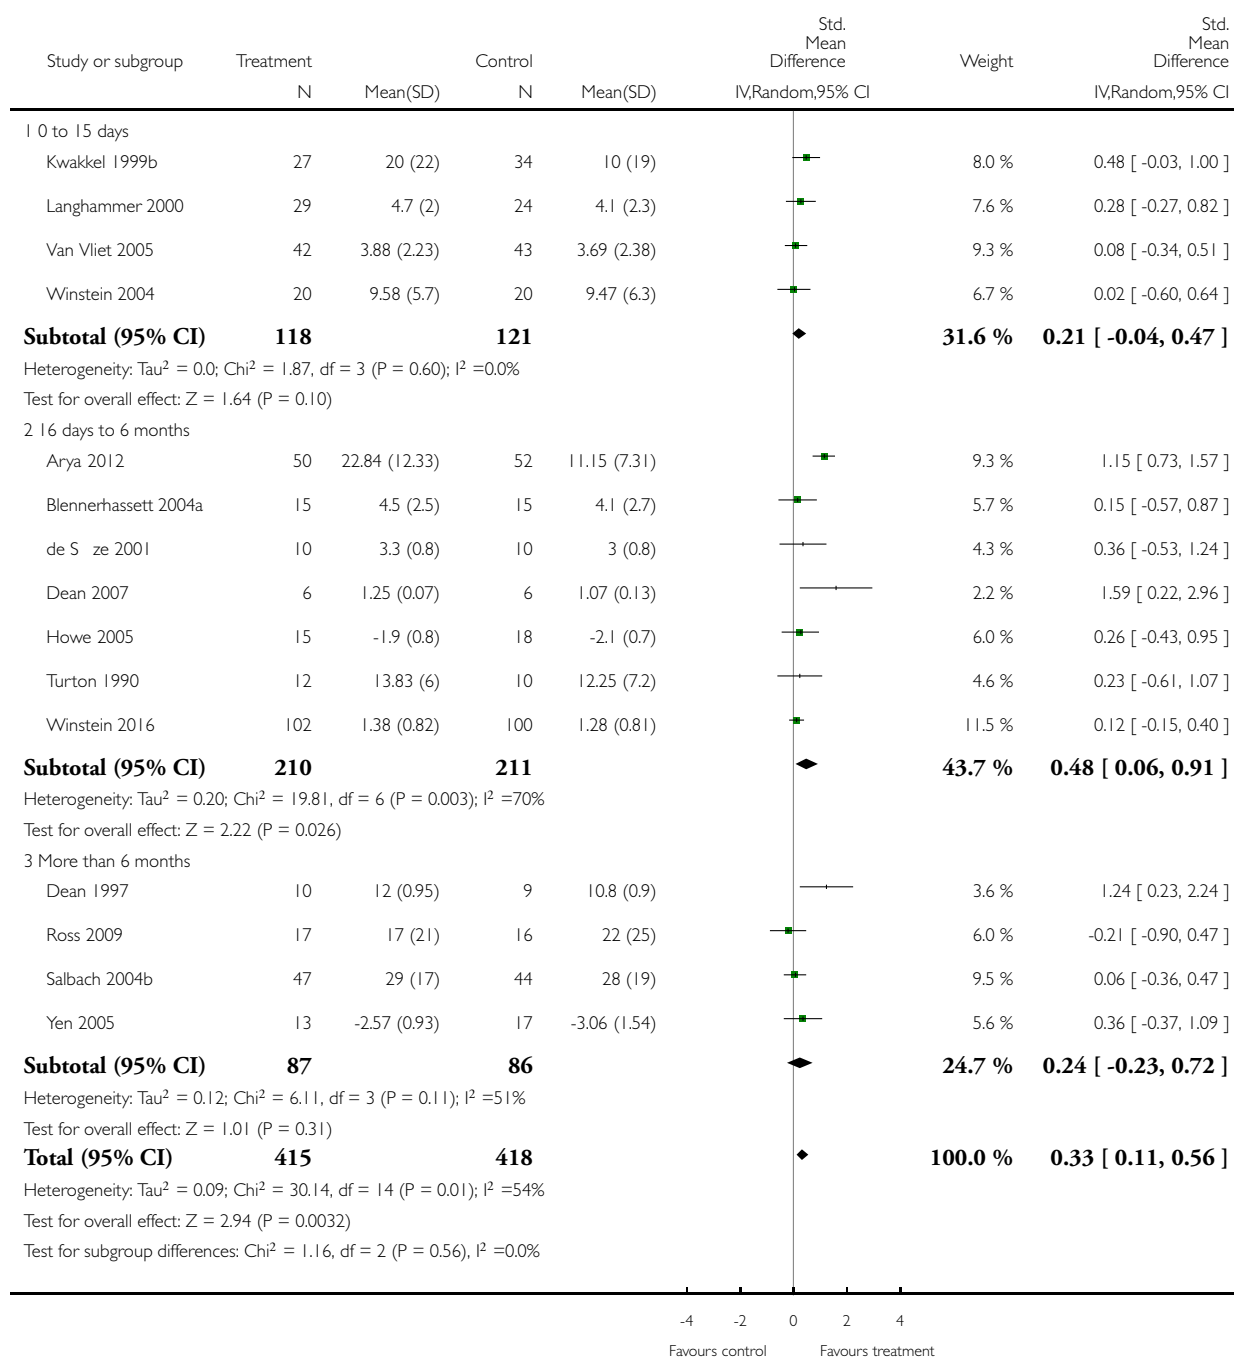 Std. Mean Difference Std. Mean Difference
Study or subgroup Treatment Control Weight
N Mean(SD) N Mean(SD) IV,Random,95% CI IV,Random,95% CI
1 0 to 15 days
Kwakkel 1999b 27 20 (22) 34 10 (19) 8.0 % 0.48 [ -0.03, 1.00 ]
Langhammer 2000 29 4.7 (2) 24 4.1 (2.3) 7.6 % 0.28 [ -0.27, 0.82 ]
Van Vliet 2005 42 3.88 (2.23) 43 3.69 (2.38) 9.3 % 0.08 [ -0.34, 0.51 ]
Winstein 2004 20 9.58 (5.7) 20 9.47 (6.3) 6.7 % 0.02 [ -0.60, 0.64 ]
Subtotal (95% CI) 118 121 31.6 % 0.21 [ -0.04, 0.47 ]
Heterogeneity: Tau² = 0.0; Chi² = 1.87, df = 3 (P = 0.60); I² =0.0%
Test for overall effect: Z = 1.64 (P = 0.10)
2 16 days to 6 months
Arya 2012 50 22.84 (12.33) 52 11.15 (7.31) 9.3 % 1.15 [ 0.73, 1.57 ]
Blennerhassett 2004a 15 4.5 (2.5) 15 4.1 (2.7) 5.7 % 0.15 [ -0.57, 0.87 ]
de S ze 2001 10 3.3 (0.8) 10 3 (0.8) 4.3 % 0.36 [ -0.53, 1.24 ]
Dean 2007 6 1.25 (0.07) 6 1.07 (0.13) 2.2 % 1.59 [ 0.22, 2.96 ]
Howe 2005 15 -1.9 (0.8) 18 -2.1 (0.7) 6.0 % 0.26 [ -0.43, 0.95 ]
Turton 1990 12 13.83 (6) 10 12.25 (7.2) 4.6 % 0.23 [ -0.61, 1.07 ]
Winstein 2016 102 1.38 (0.82) 100 1.28 (0.81) 11.5 % 0.12 [ -0.15, 0.40 ]
Subtotal (95% CI) 210 211 43.7 % 0.48 [ 0.06, 0.91 ]
Heterogeneity: Tau² = 0.20; Chi² = 19.81, df = 6 (P = 0.003); I² =70%
Test for overall effect: Z = 2.22 (P = 0.026)
3 More than 6 months
Dean 1997 10 12 (0.95) 9 10.8 (0.9) 3.6 % 1.24 [ 0.23, 2.24 ]
Ross 2009 17 17 (21) 16 22 (25) 6.0 % -0.21 [ -0.90, 0.47 ]
Salbach 2004b 47 29 (17) 44 28 (19) 9.5 % 0.06 [ -0.36, 0.47 ]
Yen 2005 13 -2.57 (0.93) 17 -3.06 (1.54) 5.6 % 0.36 [ -0.37, 1.09 ]
Subtotal (95% CI) 87 86 24.7 % 0.24 [ -0.23, 0.72 ]
Heterogeneity: Tau² = 0.12; Chi² = 6.11, df = 3 (P = 0.11); I² =51%
Test for overall effect: Z = 1.01 (P = 0.31)
Total (95% CI) 415 418 100.0 % 0.33 [ 0.11, 0.56 ]
Heterogeneity: Tau² = 0.09; Chi² = 30.14, df = 14 (P = 0.01); I² =54%
Test for overall effect: Z = 2.94 (P = 0.0032)
Test for subgroup differences: Chi² = 1.16, df = 2 (P = 0.56), I² =0.0%
-4 -2 0 2 4
Favours control Favours treatment